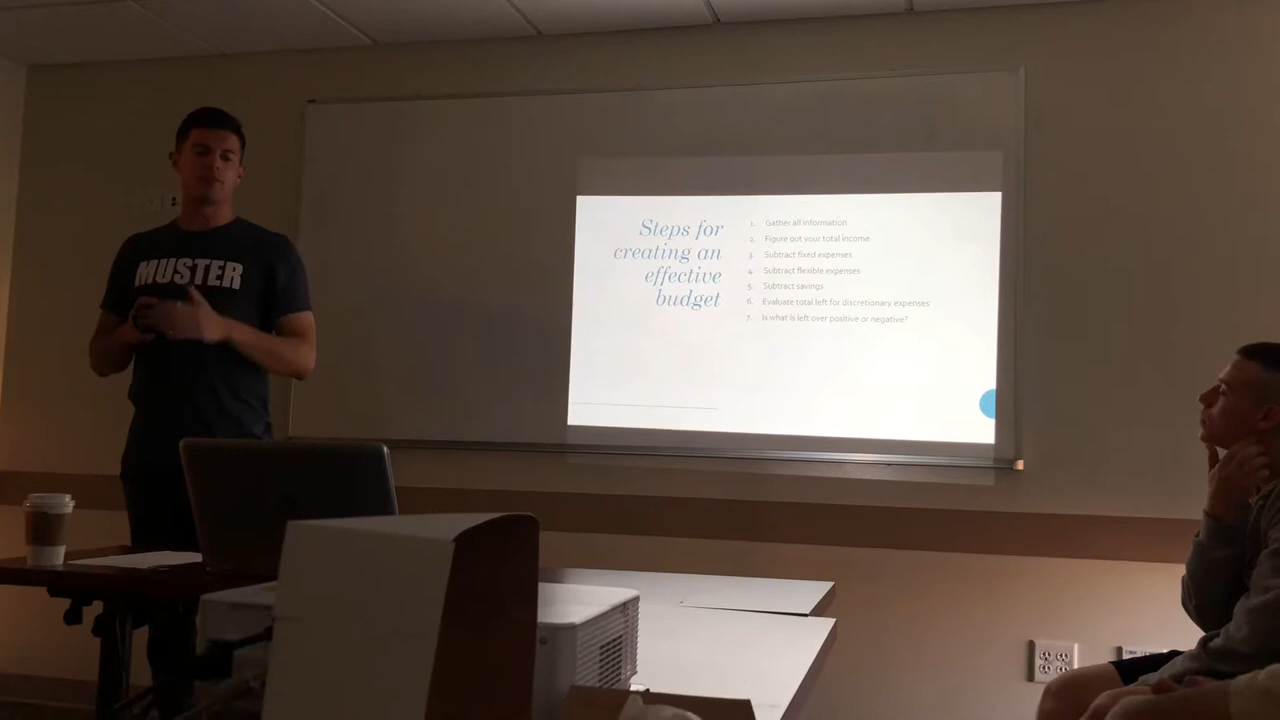 MUSTER
Steps for
creating an
effective
budget
1. Gather all information
2. Figure out your total income
3. Subtract fixed expenses
4. Subtract flexible expenses
5. Subtract savings
6. Evaluate total left for discretionary expenses
7. Is what is left over positive or negative?